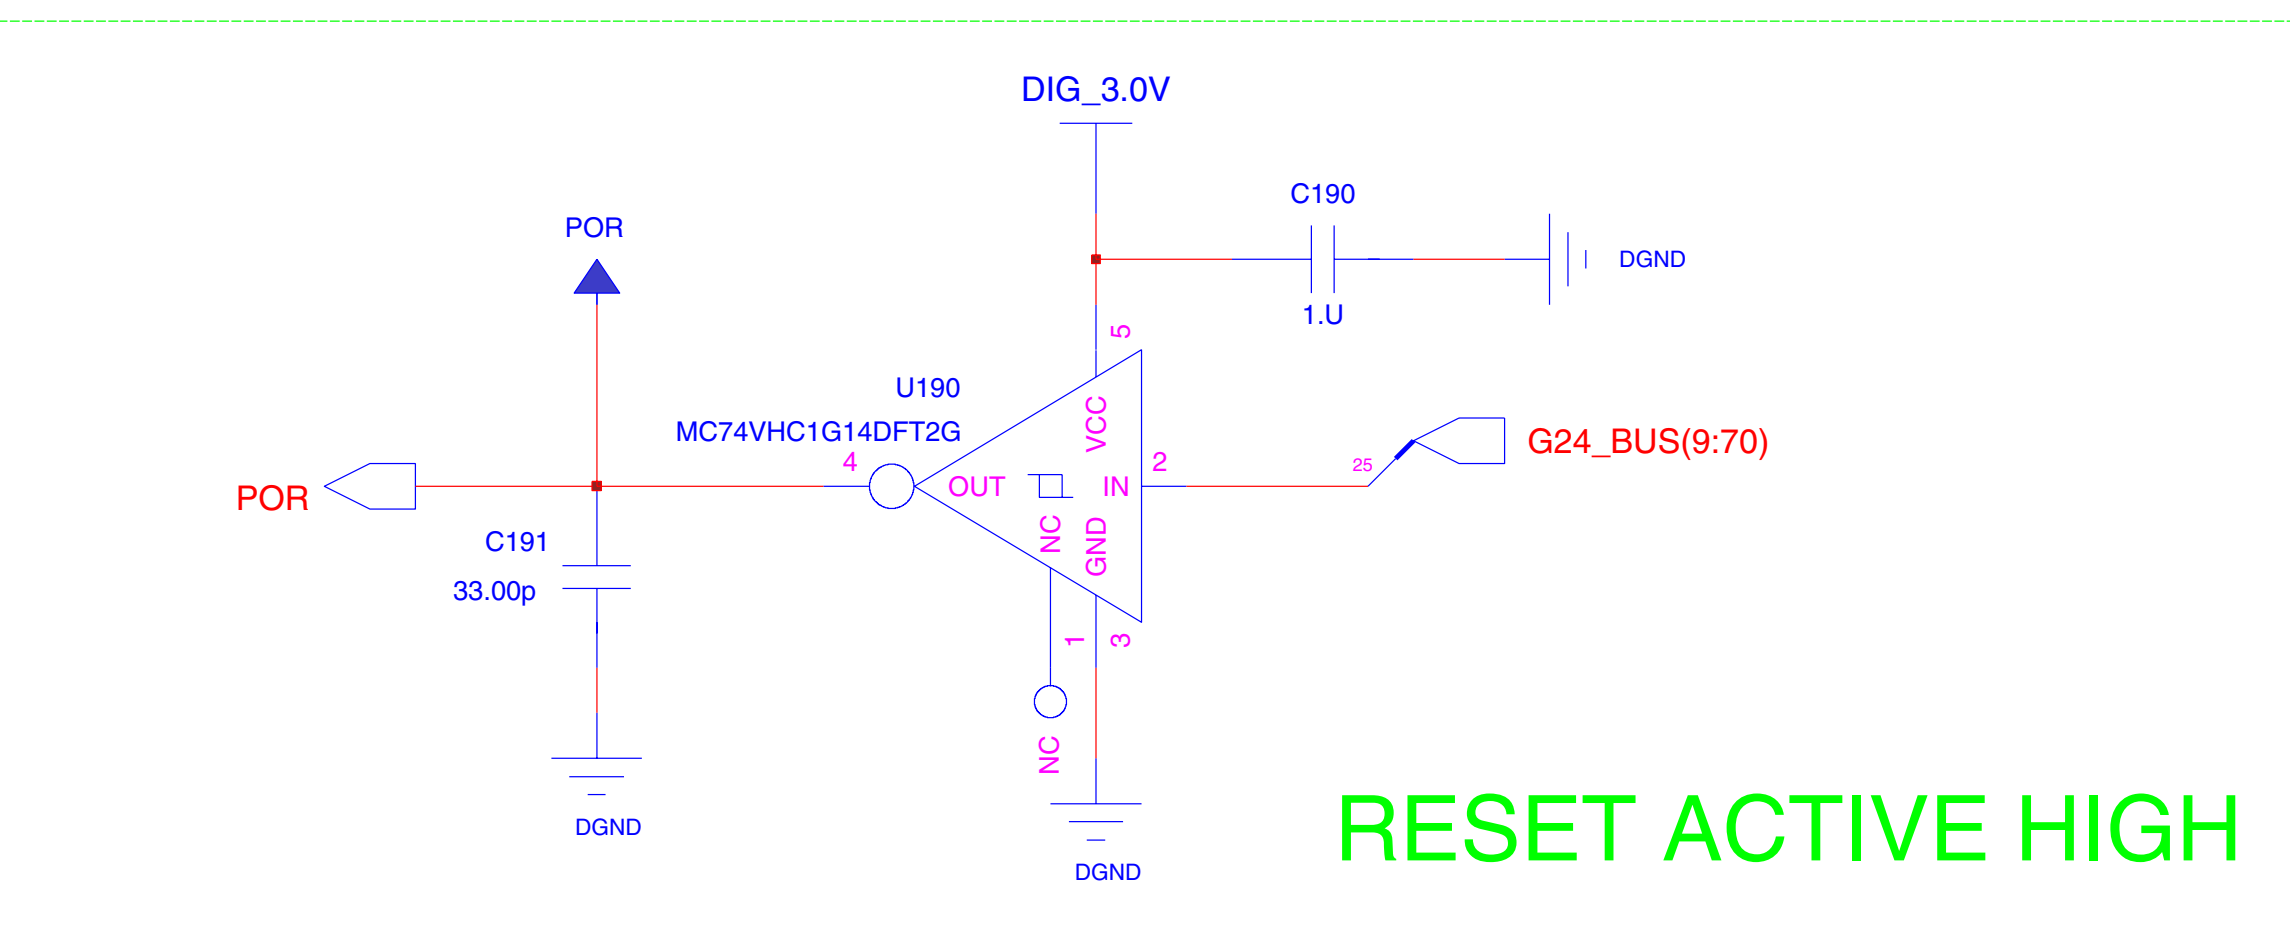 DIG_3.0V
C190
POR
DGND
1.U
5
U190
MC74VHC1G14DFT2G
VCC
G24_BUS(9:70)
4
2
25
OUT
IN
POR
NC
GND
C191
33.00p
1
3
NC
DGND
RESET ACTIVE HIGH
DGND